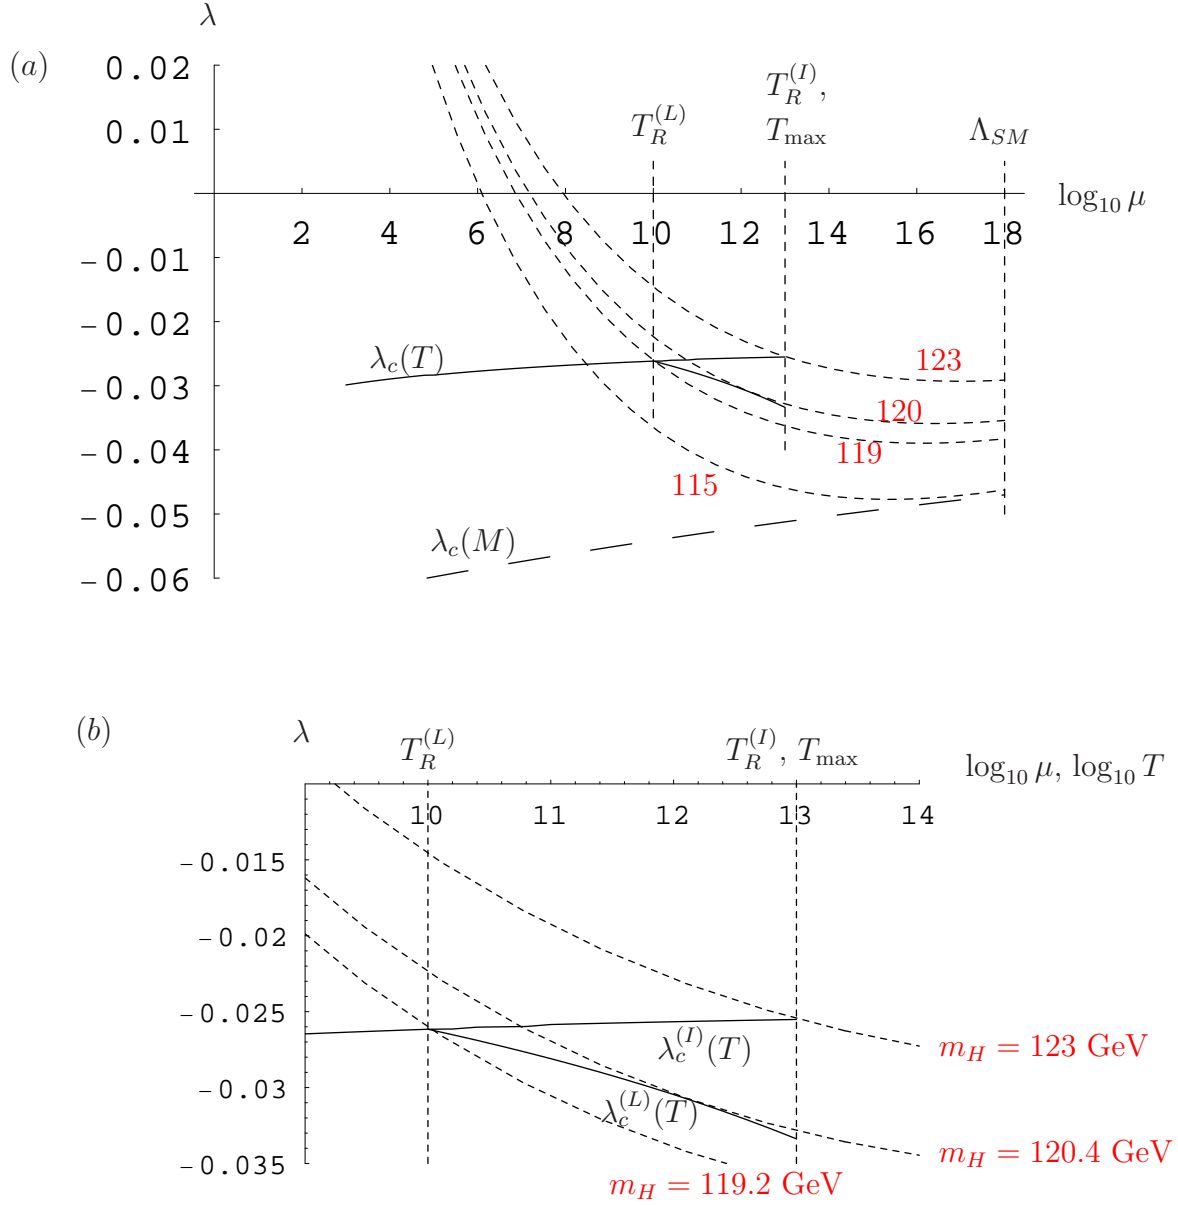 λ
(a)
0.02
0.01
−0.01
−0.02
−0.03
−0.04
−0.05
−0.06
2 4 6 8 10 12 14 16 18
T_R^{(L)}
T_R^{(I)},
T_max
Λ_{SM}
log₁₀ μ
λ_c(T)
123
120
119
115
λ_c(M)
(b)
λ
T_R^{(L)}
T_R^{(I)}, T_max
log₁₀ μ, log₁₀ T
10 11 12 13 14
−0.015
−0.02
−0.025
−0.03
−0.035
λ_c^{(I)}(T)
λ_c^{(L)}(T)
m_H = 123 GeV
m_H = 120.4 GeV
m_H = 119.2 GeV